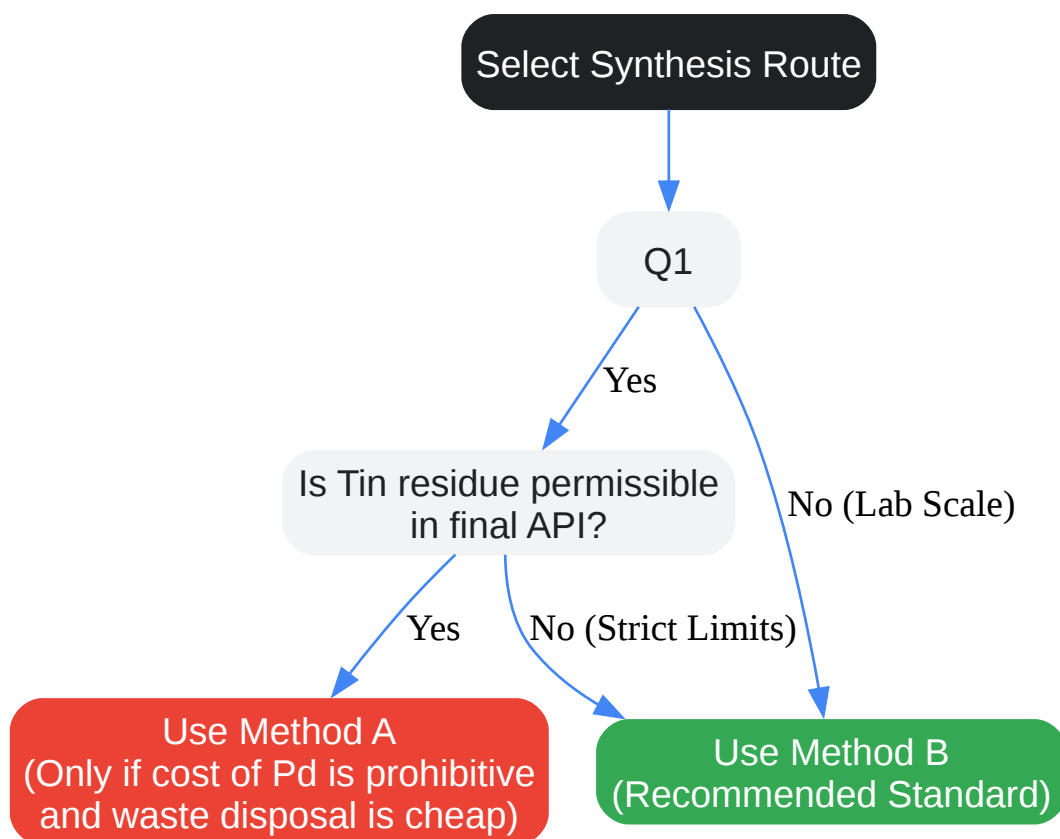 Select Synthesis Route
Q1
Yes
Is Tin residue permissible
in final API?
No (Lab Scale)
Yes
No (Strict Limits)
Use Method A
(Only if cost of Pd is prohibitive
and waste disposal is cheap)
Use Method B
(Recommended Standard)